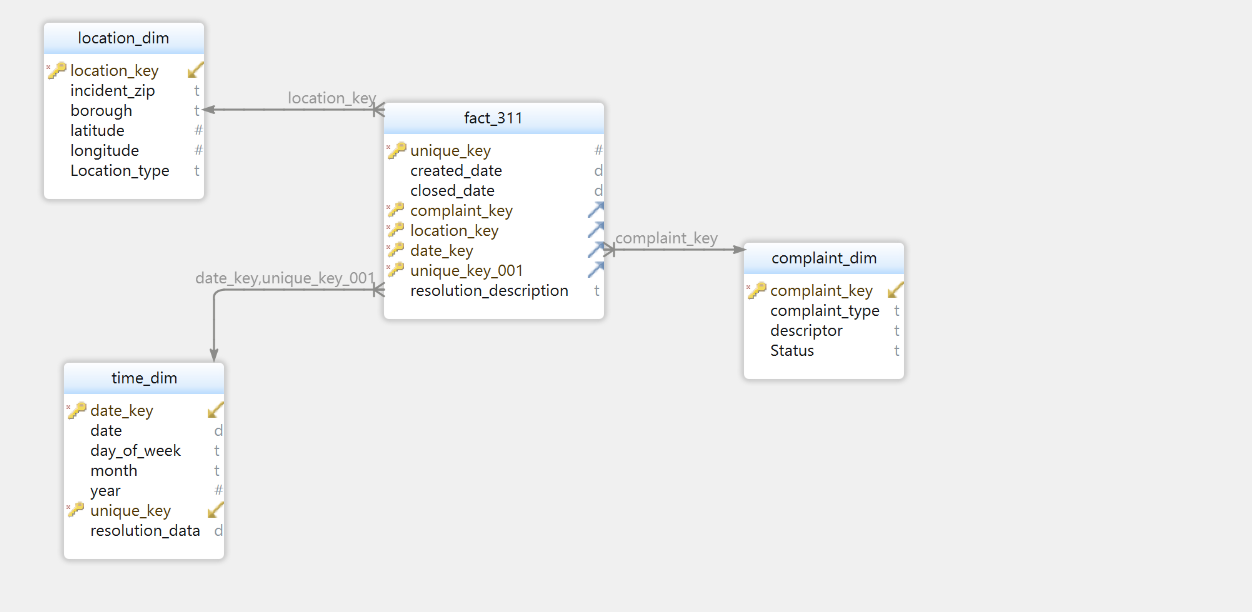 location_dim
location_key
incident_zip t
borough t
latitude #
longitude #
Location_type t
location_key
fact_311
unique_key #
created_date d
closed_date d
complaint_key
location_key
date_key
unique_key_001
resolution_description t
complaint_key
complaint_dim
complaint_key
complaint_type t
descriptor t
Status t
date_key,unique_key_001
time_dim
date_key
date d
day_of_week t
month t
year #
unique_key
resolution_data d